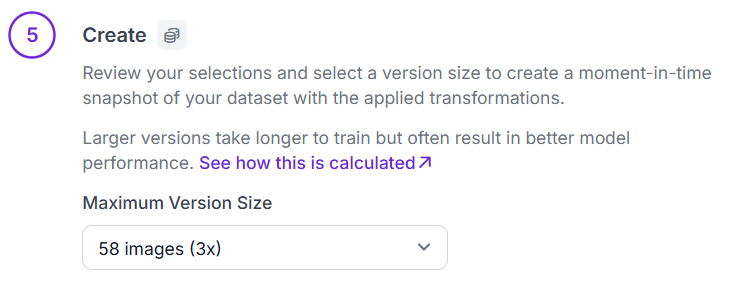 5
Create
Review your selections and select a version size to create a moment-in-time
snapshot of your dataset with the applied transformations.
Larger versions take longer to train but often result in better model
performance. See how this is calculated
Maximum Version Size
58 images (3x)